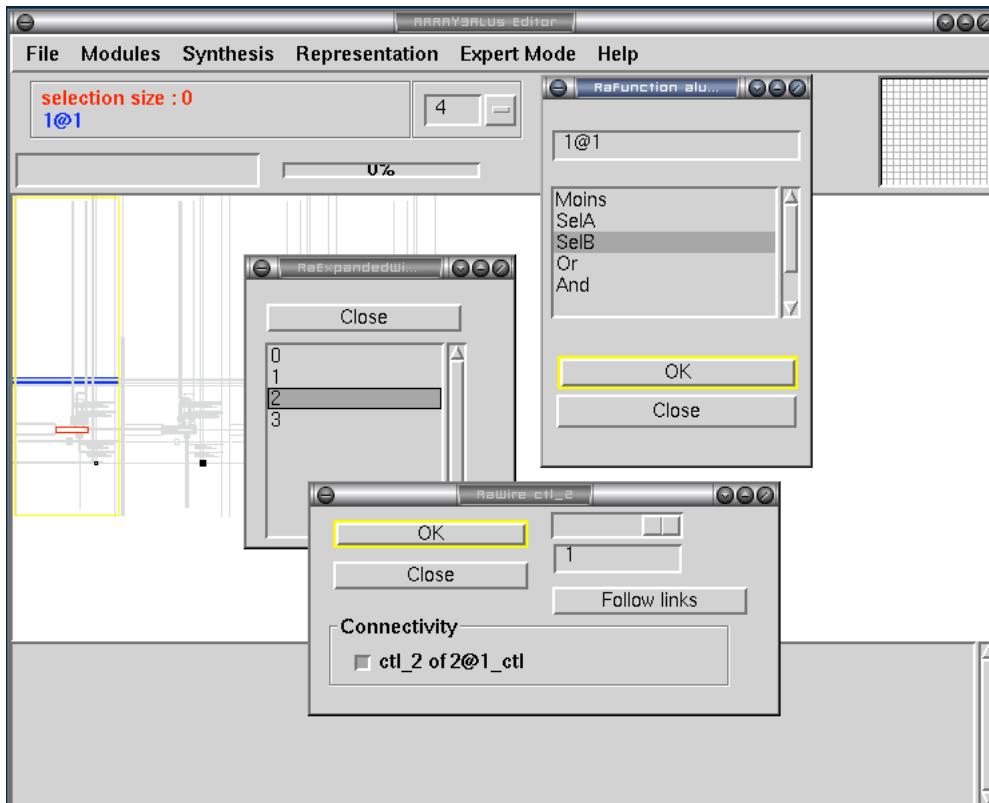 ARRAY3ALUs Editor
File Modules Synthesis Representation Expert Mode Help
selection size : 0
1@1
4
0%
RaFunction alu...
1@1
Moins
SelA
SelB
Or
And
OK
Close
RaExpandedWi...
Close
0
1
2
3
RaWire ctl_2
OK
1
Close
Follow links
Connectivity
ctl_2 of 2@1_ctl